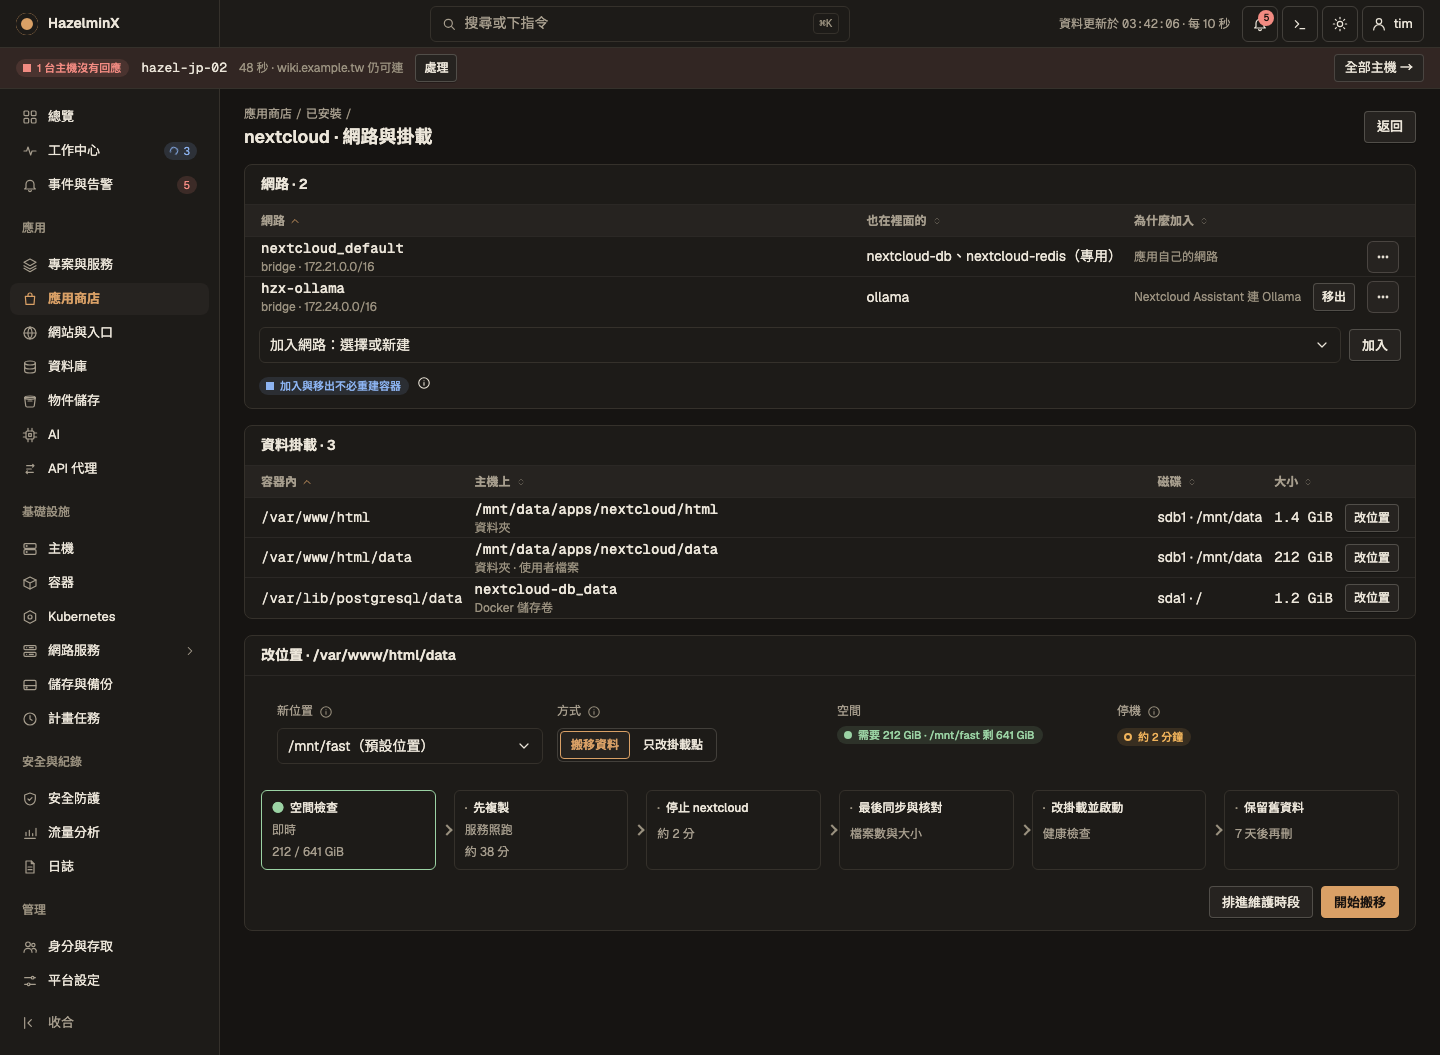 HazelminX
搜尋或下指令
⌘K
資料更新於 03:42:06 · 每 10 秒
5
tim
1 台主機沒有回應
hazel-jp-02
48 秒 · wiki.example.tw 仍可連
處理
全部主機 →
總覽
工作中心
3
事件與告警
5
應用
專案與服務
應用商店
網站與入口
資料庫
物件儲存
AI
API 代理
基礎設施
主機
容器
Kubernetes
網路服務
儲存與備份
計畫任務
安全與紀錄
安全防護
流量分析
日誌
管理
身分與存取
平台設定
收合
應用商店 / 已安裝 /
nextcloud · 網路與掛載
返回
網路 · 2
網路
也在裡面的
為什麼加入
nextcloud_default
bridge · 172.21.0.0/16
nextcloud-db、nextcloud-redis（專用）
應用自己的網路
hzx-ollama
bridge · 172.24.0.0/16
ollama
Nextcloud Assistant 連 Ollama
移出
加入網路：選擇或新建
加入
加入與移出不必重建容器
資料掛載 · 3
容器內
主機上
磁碟
大小
/var/www/html
/mnt/data/apps/nextcloud/html
資料夾
sdb1 · /mnt/data
1.4 GiB
改位置
/var/www/html/data
/mnt/data/apps/nextcloud/data
資料夾 · 使用者檔案
sdb1 · /mnt/data
212 GiB
改位置
/var/lib/postgresql/data
nextcloud-db_data
Docker 儲存卷
sda1 · /
1.2 GiB
改位置
改位置 · /var/www/html/data
新位置
/mnt/fast（預設位置）
方式
搬移資料
只改掛載點
空間
需要 212 GiB · /mnt/fast 剩 641 GiB
停機
約 2 分鐘
空間檢查
即時
212 / 641 GiB
· 先複製
服務照跑
約 38 分
· 停止 nextcloud
約 2 分
· 最後同步與核對
檔案數與大小
· 改掛載並啟動
健康檢查
· 保留舊資料
7 天後再刪
排進維護時段
開始搬移